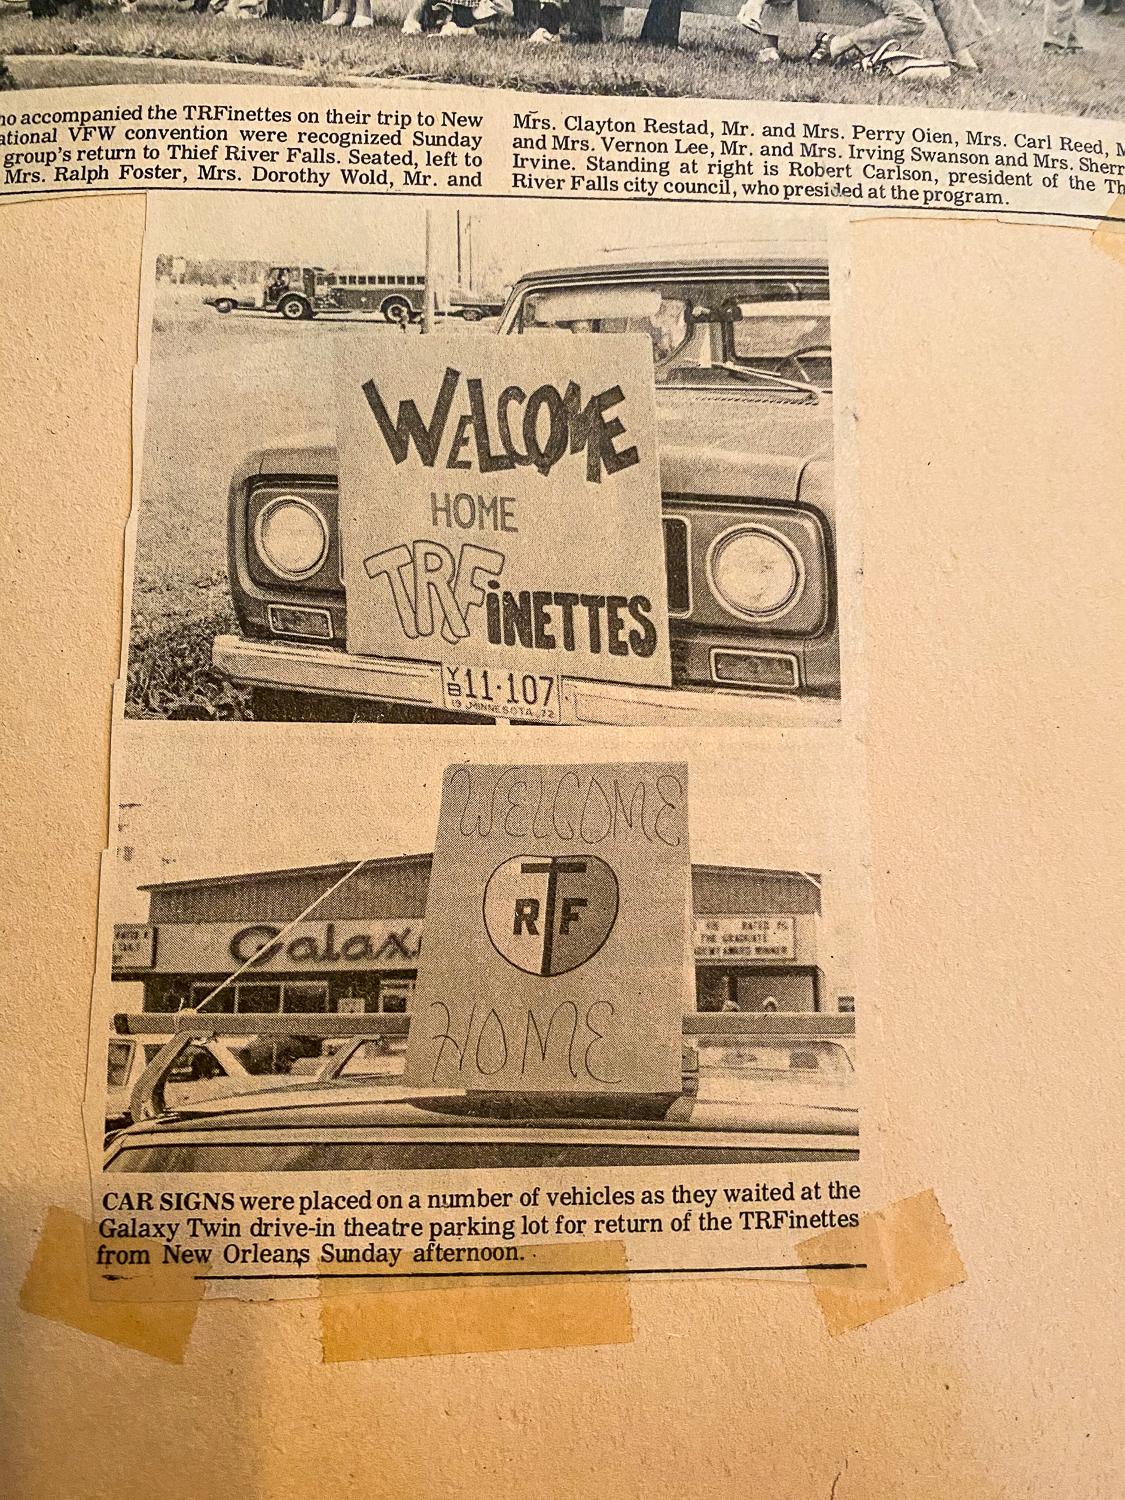 ho accompanied the TRFinettes on their trip to New
ational VFW convention were recognized Sunday
group's return to Thief River Falls. Seated, left to
Mrs. Ralph Foster, Mrs. Dorothy Wold, Mr. and
Mrs. Clayton Restad, Mr. and Mrs. Perry Oien, Mrs. Carl Reed, M
and Mrs. Vernon Lee, Mr. and Mrs. Irving Swanson and Mrs. Sherr
Irvine. Standing at right is Robert Carlson, president of the Th
River Falls city council, who presided at the program.
WELCOME
HOME
TRFiNETTES
YB 11·107
19 MINNESOTA 72
WELCOME
RTF
HOME
Galax
RATED PG
THE GRADUATE
AWARD WINNER
CAR SIGNS were placed on a number of vehicles as they waited at the
Galaxy Twin drive-in theatre parking lot for return of the TRFinettes
from New Orleans Sunday afternoon.